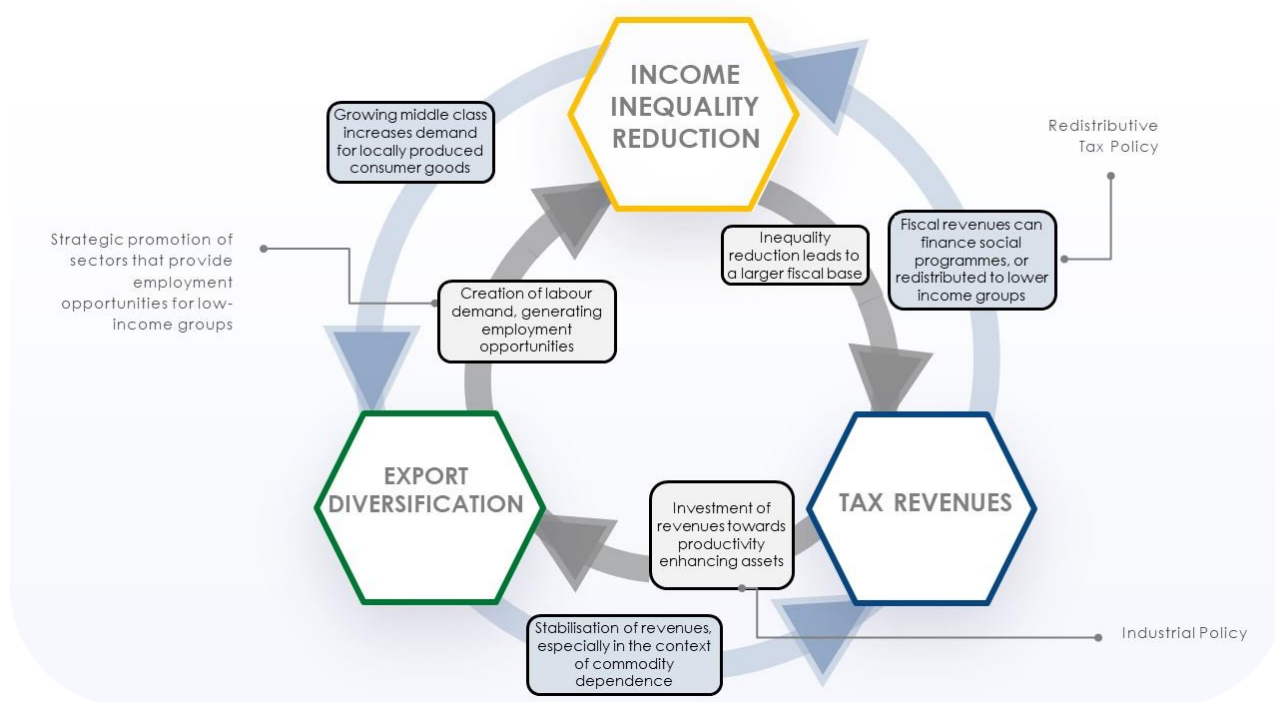 INCOME
INEQUALITY
REDUCTION
Growing middle class
increases demand
for locally produced
consumer goods
Redistributive
Tax Policy
Strategic promotion of
sectors that provide
employment
opportunities for low-
income groups
Inequality
reduction leads to
a larger fiscal base
Fiscal revenues can
finance social
programmes, or
redistributed to lower
income groups
Creation of labour
demand, generating
employment
opportunities
EXPORT
DIVERSIFICATION
Investment of
revenues towards
productivity
enhancing assets
TAX REVENUES
Stabilisation of revenues,
especially in the context
of commodity
dependence
Industrial Policy